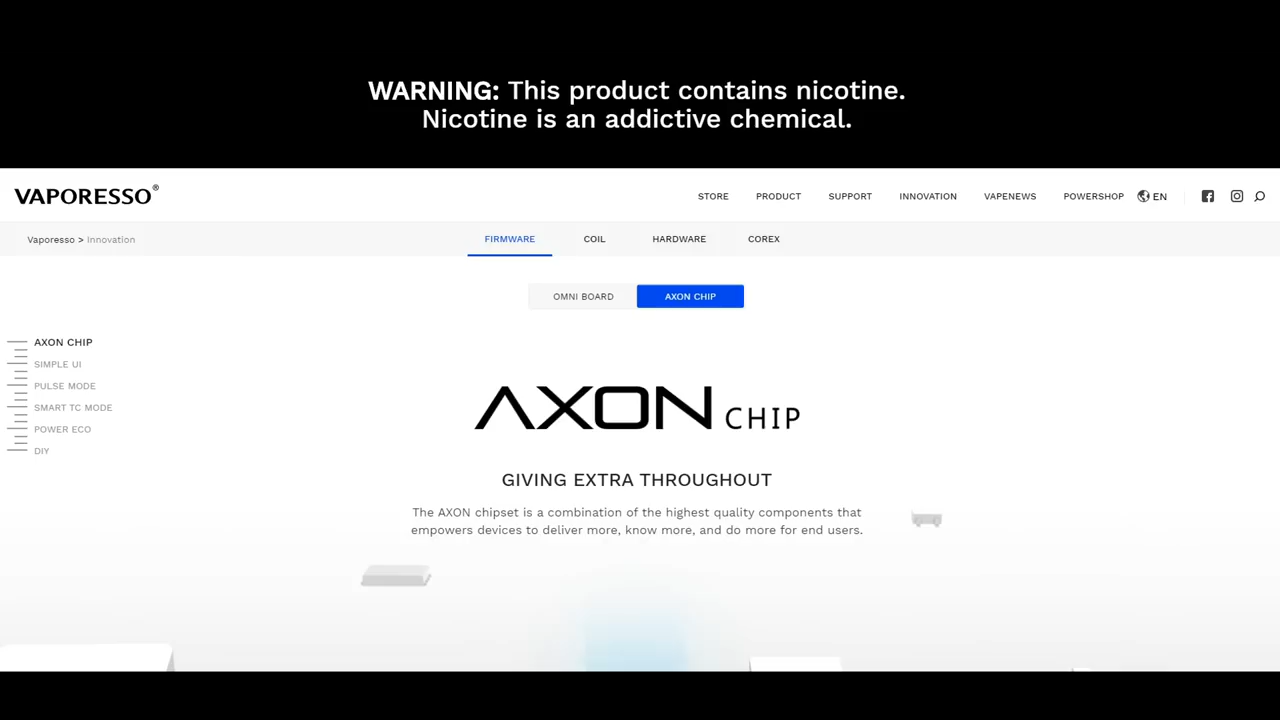 WARNING: This product contains nicotine.
Nicotine is an addictive chemical.
VAPORESSO®
STORE PRODUCT SUPPORT INNOVATION VAPENEWS POWERSHOP EN
Vaporesso > Innovation
FIRMWARE COIL HARDWARE COREX
OMNI BOARD AXON CHIP
AXON CHIP
SIMPLE UI
PULSE MODE
SMART TC MODE
POWER ECO
DIY
AXON CHIP
GIVING EXTRA THROUGHOUT
The AXON chipset is a combination of the highest quality components that
empowers devices to deliver more, know more, and do more for end users.